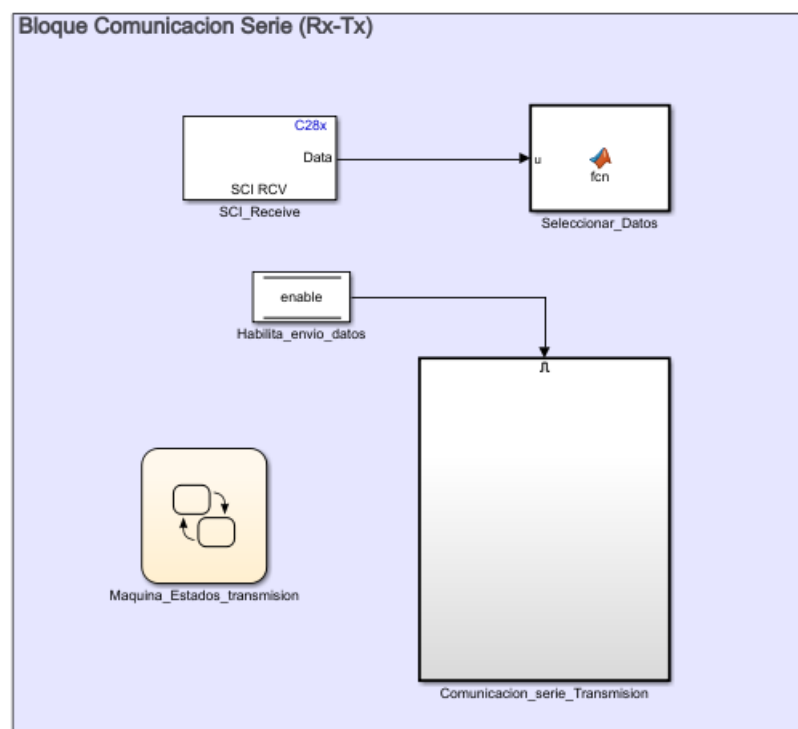 Bloque Comunicacion Serie (Rx-Tx)
C28x
Data
SCI RCV
SCI_Receive
u
fcn
Seleccionar_Datos
enable
Habilita_envio_datos
Maquina_Estados_transmision
Comunicacion_serie_Transmision